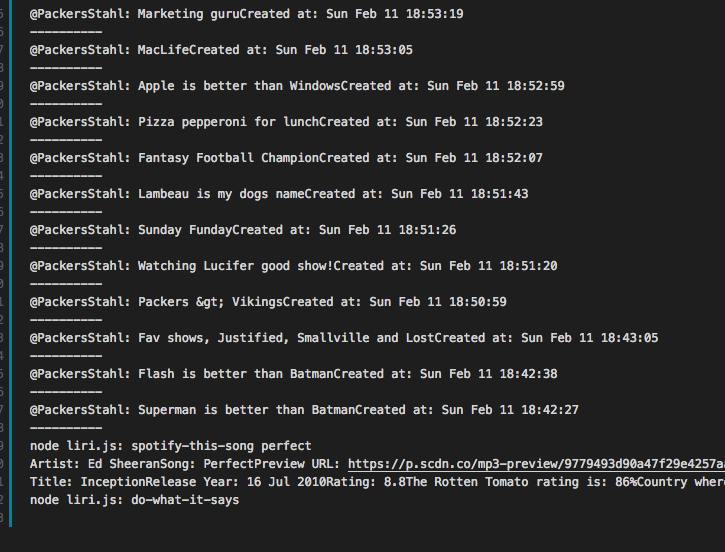 @PackersStahl: Marketing guruCreated at: Sun Feb 11 18:53:19
----------
@PackersStahl: MacLifeCreated at: Sun Feb 11 18:53:05
----------
@PackersStahl: Apple is better than WindowsCreated at: Sun Feb 11 18:52:59
----------
@PackersStahl: Pizza pepperoni for lunchCreated at: Sun Feb 11 18:52:23
----------
@PackersStahl: Fantasy Football ChampionCreated at: Sun Feb 11 18:52:07
----------
@PackersStahl: Lambeau is my dogs nameCreated at: Sun Feb 11 18:51:43
----------
@PackersStahl: Sunday FundayCreated at: Sun Feb 11 18:51:26
----------
@PackersStahl: Watching Lucifer good show!Created at: Sun Feb 11 18:51:20
----------
@PackersStahl: Packers &gt; VikingsCreated at: Sun Feb 11 18:50:59
----------
@PackersStahl: Fav shows, Justified, Smallville and LostCreated at: Sun Feb 11 18:43:05
----------
@PackersStahl: Flash is better than BatmanCreated at: Sun Feb 11 18:42:38
----------
@PackersStahl: Superman is better than BatmanCreated at: Sun Feb 11 18:42:27
----------
node liri.js: spotify-this-song perfect
Artist: Ed SheeranSong: PerfectPreview URL: https://p.scdn.co/mp3-preview/9779493d90a47f29e4257a
Title: InceptionRelease Year: 16 Jul 2010Rating: 8.8The Rotten Tomato rating is: 86%Country wher
node liri.js: do-what-it-says